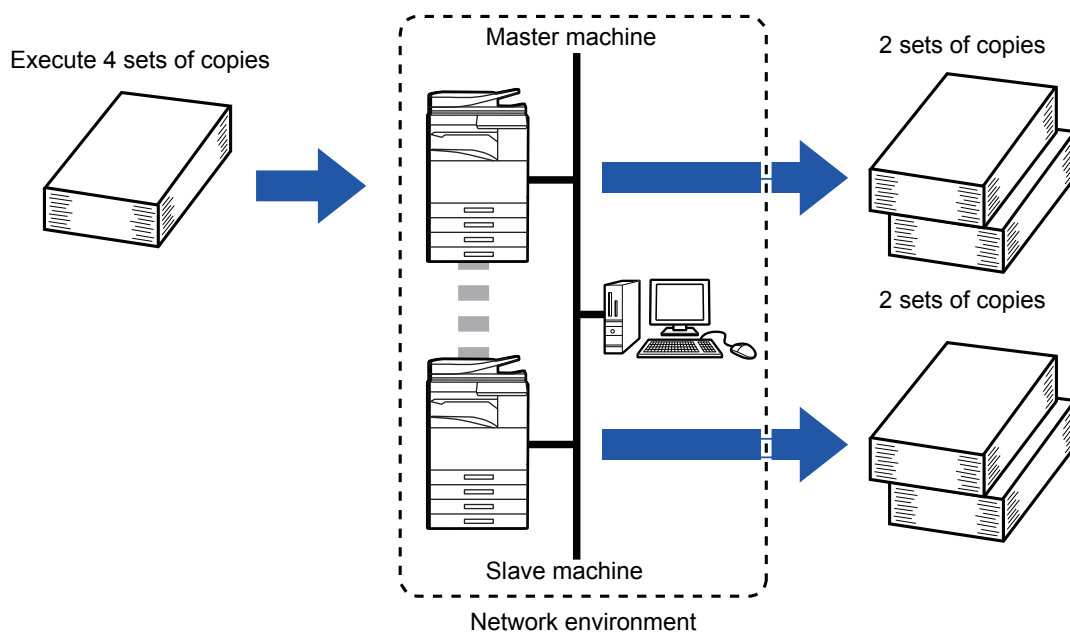 Execute 4 sets of copies
Master machine
2 sets of copies
2 sets of copies
Slave machine
Network environment